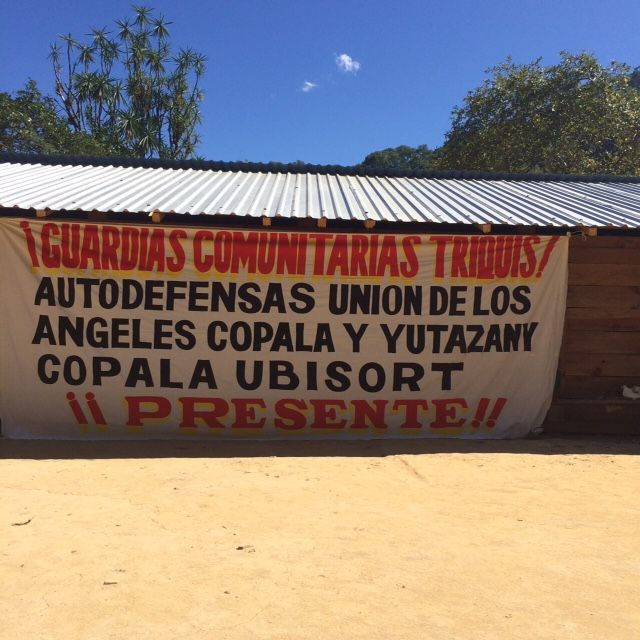 ¡GUARDIAS COMUNITARIAS TRIQUIS!
AUTODEFENSAS UNION DE LOS
ANGELES COPALA Y YUTAZANY
COPALA UBISORT
¡¡PRESENTE!!